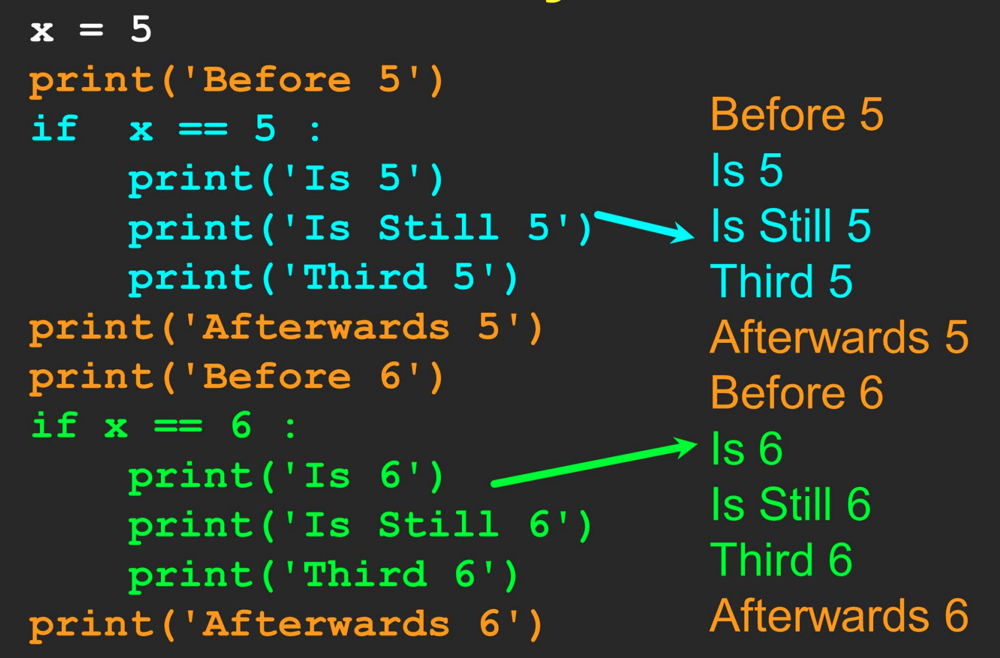 x = 5
print('Before 5')
if  x == 5 :
    print('Is 5')
    print('Is Still 5')
    print('Third 5')
print('Afterwards 5')
print('Before 6')
if x == 6 :
    print('Is 6')
    print('Is Still 6')
    print('Third 6')
print('Afterwards 6')
Before 5
Is 5
Is Still 5
Third 5
Afterwards 5
Before 6
Is 6
Is Still 6
Third 6
Afterwards 6